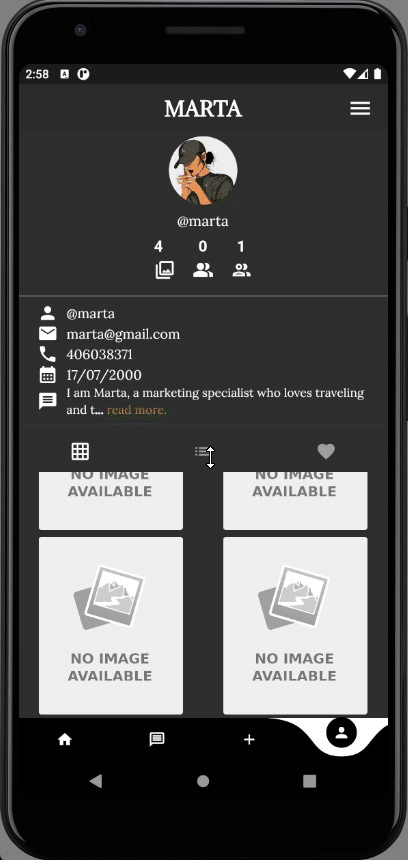 2:58
MARTA
@marta
4 0 1
@marta
marta@gmail.com
406038371
17/07/2000
I am Marta, a marketing specialist who loves traveling
and t... read more.
NO IMAGE NO IMAGE
AVAILABLE AVAILABLE
NO IMAGE NO IMAGE
AVAILABLE AVAILABLE